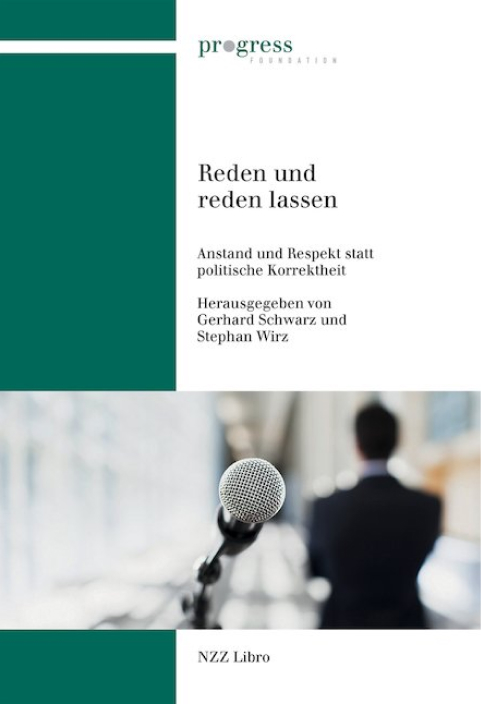 progress
FOUNDATION
Reden und
reden lassen
Anstand und Respekt statt
politische Korrektheit
Herausgegeben von
Gerhard Schwarz und
Stephan Wirz
NZZ Libro